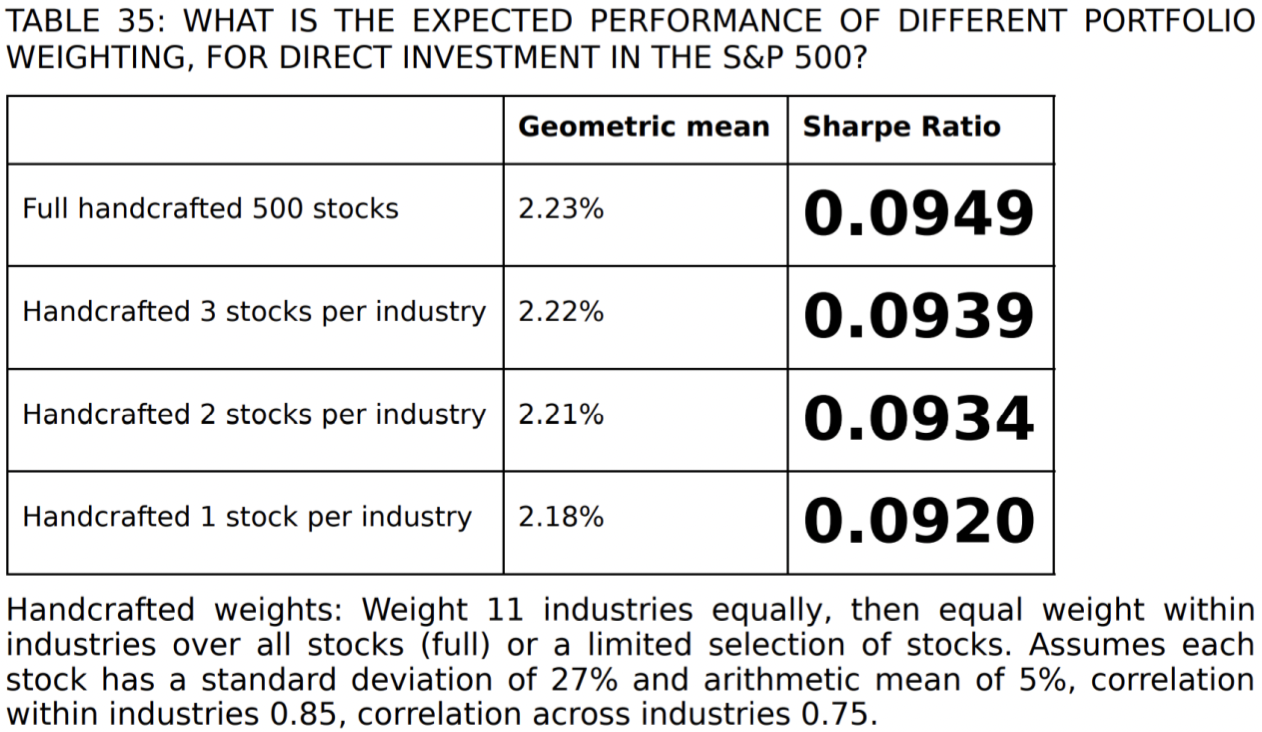 TABLE 35: WHAT IS THE EXPECTED PERFORMANCE OF DIFFERENT PORTFOLIO
WEIGHTING, FOR DIRECT INVESTMENT IN THE S&P 500?
Geometric mean Sharpe Ratio
Full handcrafted 500 stocks 2.23% 0.0949
Handcrafted 3 stocks per industry 2.22% 0.0939
Handcrafted 2 stocks per industry 2.21% 0.0934
Handcrafted 1 stock per industry 2.18% 0.0920
Handcrafted weights: Weight 11 industries equally, then equal weight within
industries over all stocks (full) or a limited selection of stocks. Assumes each
stock has a standard deviation of 27% and arithmetic mean of 5%, correlation
within industries 0.85, correlation across industries 0.75.